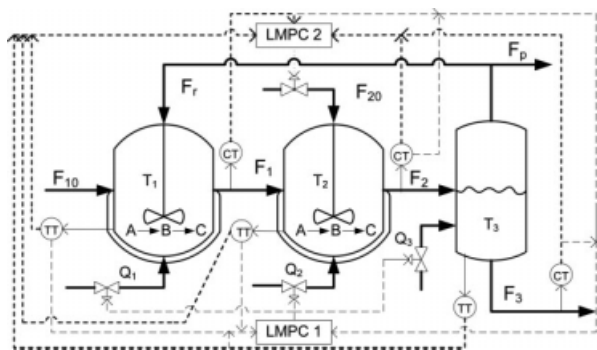 LMPC 2
F_p
F_r
F_20
CT
CT
F_10
T_1
F_1
T_2
F_2
T_3
A → B → C
A → B → C
TT
TT
Q_3
Q_1
Q_2
CT
TT
F_3
LMPC 1